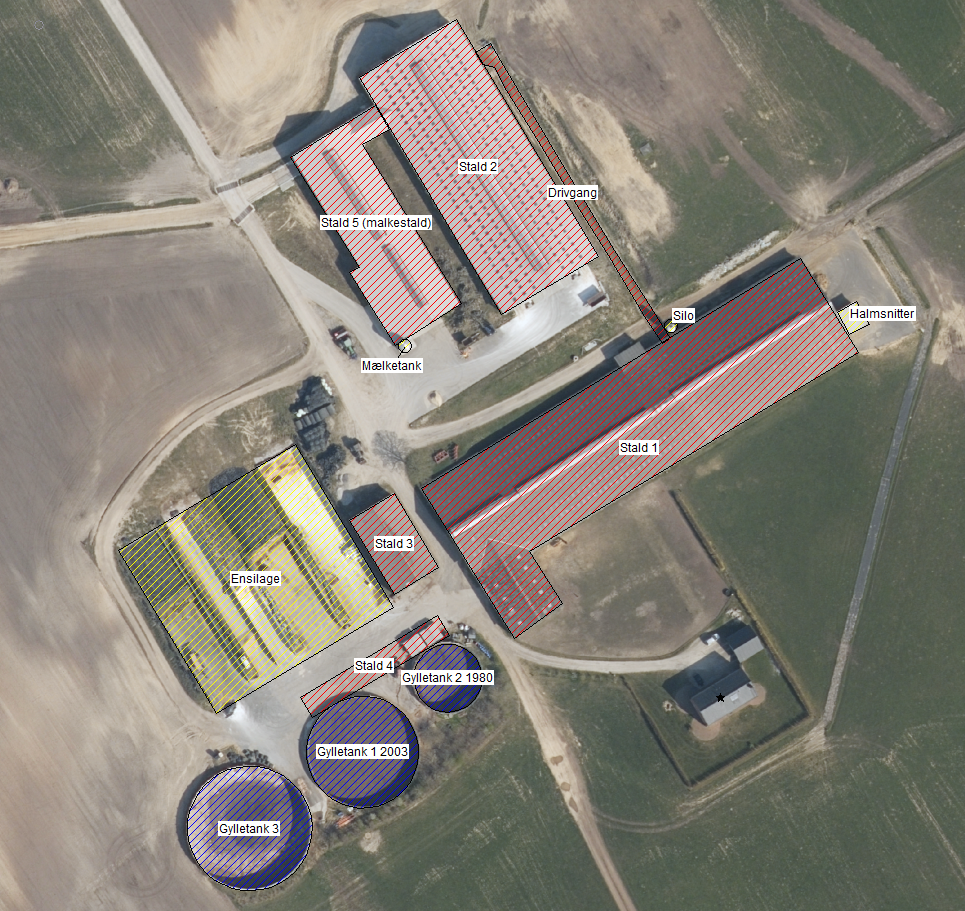 Stald 2
Drivgang
Stald 5 (malkestald)
Silo
Halmsnitter
Mælketank
Stald 1
Stald 3
Ensilage
Stald 4
Gylletank 2 1980
Gylletank 1 2003
Gylletank 3